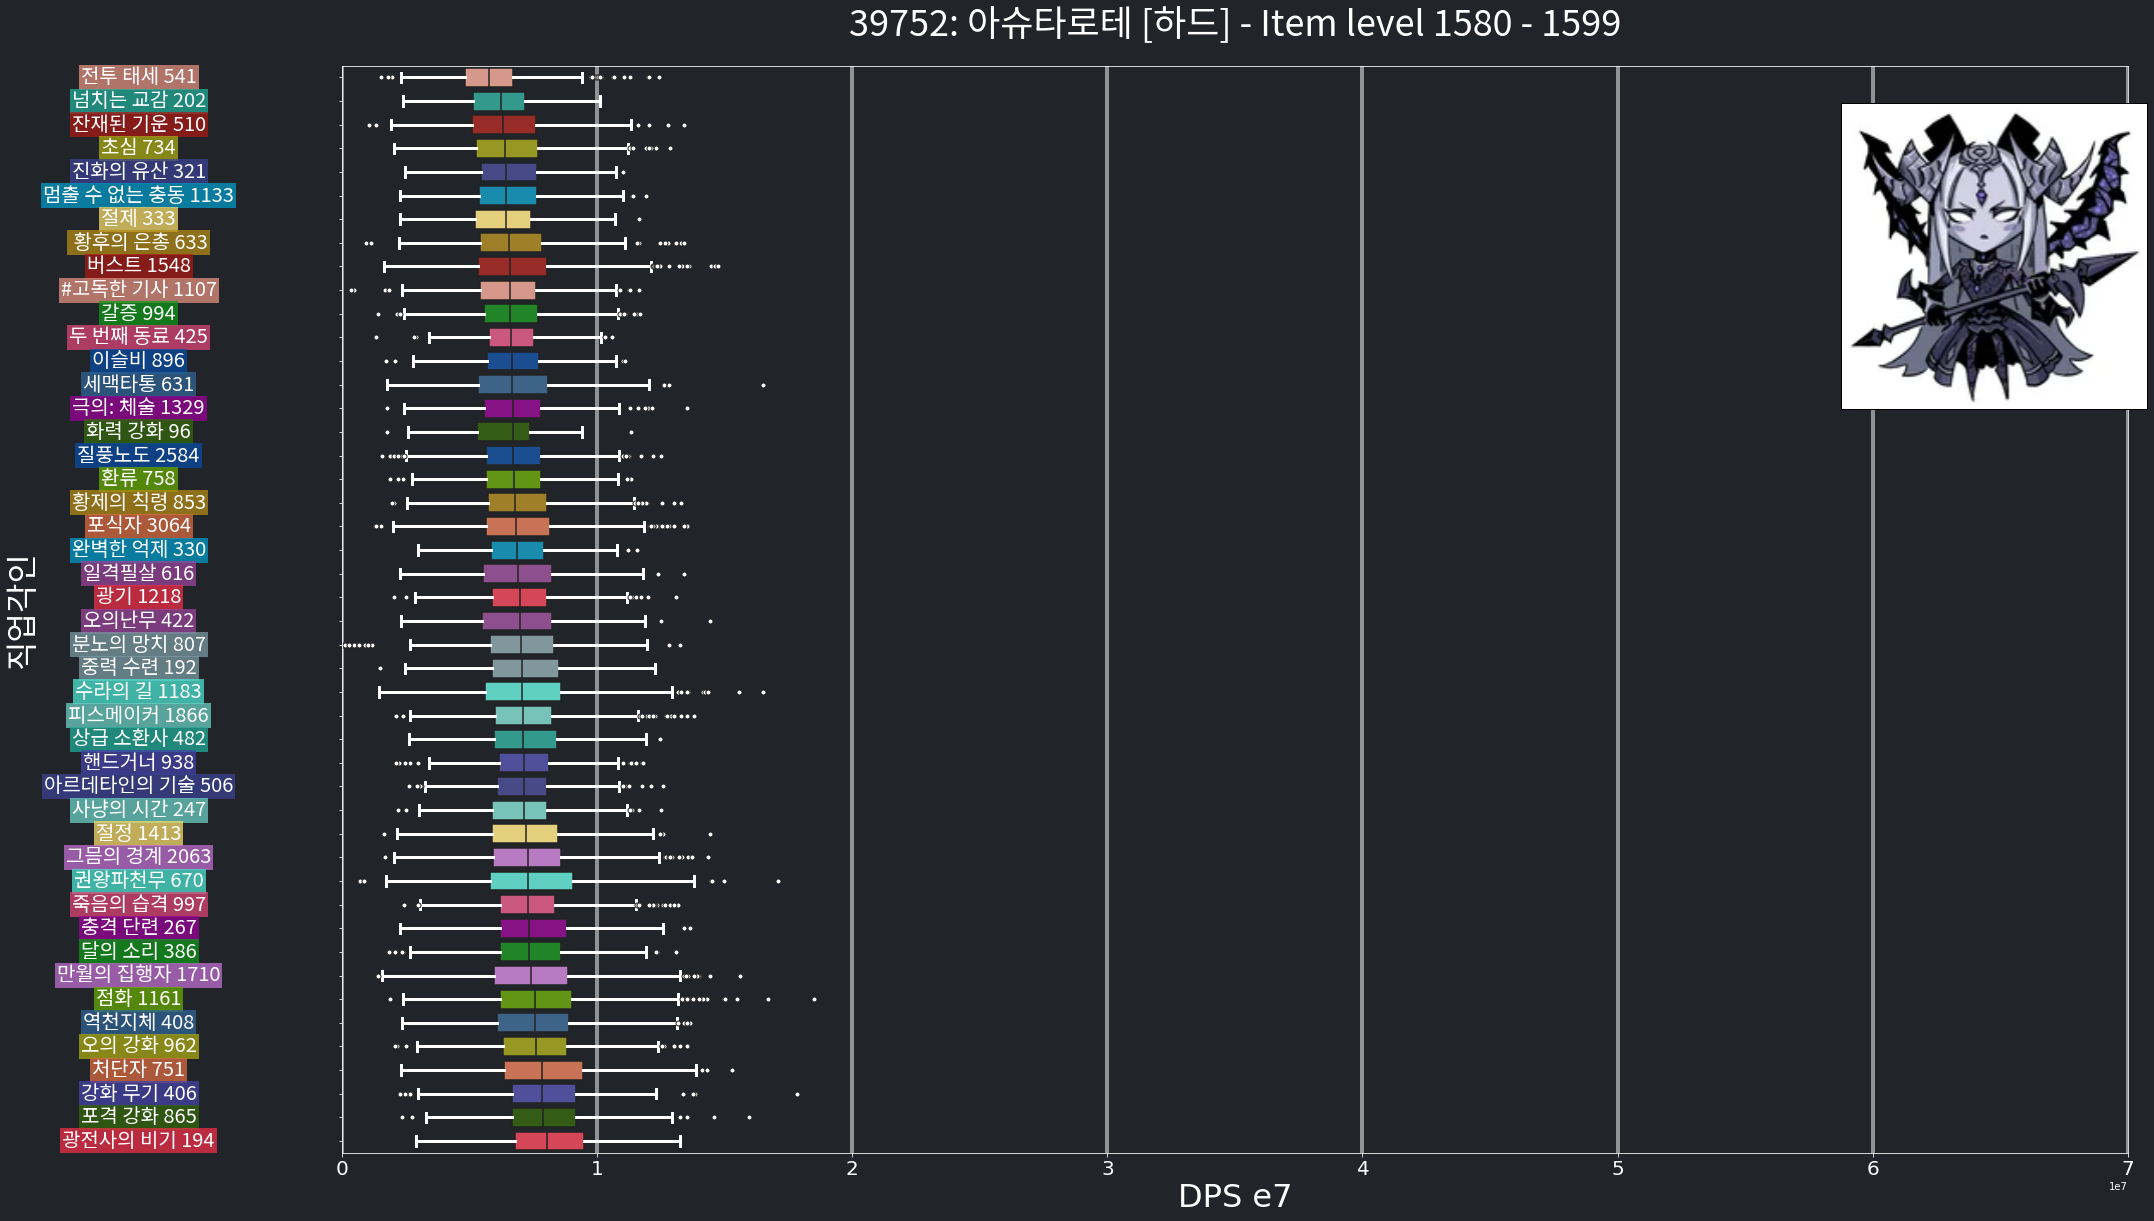 39752: 아슈타로테 [하드] - Item level 1580 - 1599
전투 태세 541
넘치는 교감 202
잔재된 기운 510
초심 734
진화의 유산 321
멈출 수 없는 충동 1133
절제 333
황후의 은총 633
버스트 1548
#고독한 기사 1107
갈증 994
두 번째 동료 425
이슬비 896
세맥타통 631
극의: 체술 1329
화력 강화 96
질풍노도 2584
환류 758
황제의 칙령 853
포식자 3064
완벽한 억제 330
일격필살 616
광기 1218
오의난무 422
분노의 망치 807
중력 수련 192
수라의 길 1183
피스메이커 1866
상급 소환사 482
핸드거너 938
아르데타인의 기술 506
사냥의 시간 247
절정 1413
그믐의 경계 2063
권왕파천무 670
죽음의 습격 997
충격 단련 267
달의 소리 386
만월의 집행자 1710
점화 1161
역천지체 408
오의 강화 962
처단자 751
강화 무기 406
포격 강화 865
광전사의 비기 194
직업각인
0 1 2 3 4 5 6 7
1e7
DPS e7